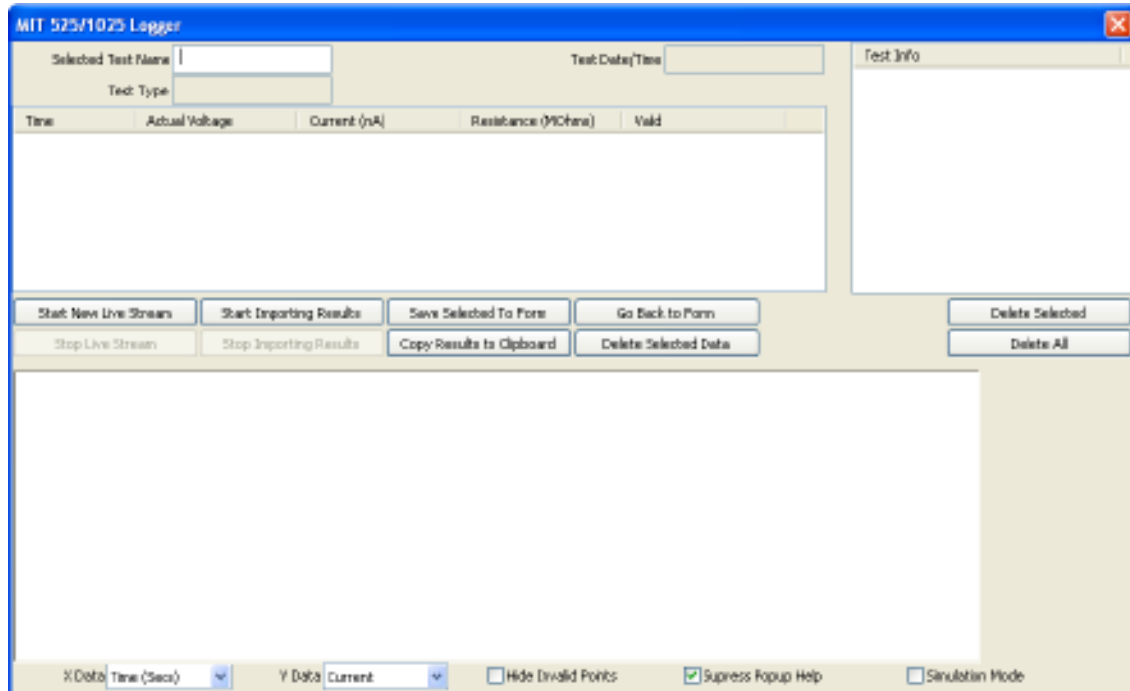 MIT 525/1025 Logger
Selected Test Name
Test Date/Time
Test Info
Test Type
Time Actual Voltage Current (nA) Resistance (MOhms) Valid
Start New Live Stream Start Importing Results Save Selected To Form Go Back to Form Delete Selected
Stop Live Stream Stop Importing Results Copy Results to Clipboard Delete Selected Data Delete All
X Data Time (Secs) Y Data Current Hide Invalid Points Supress Popup Help Simulation Mode